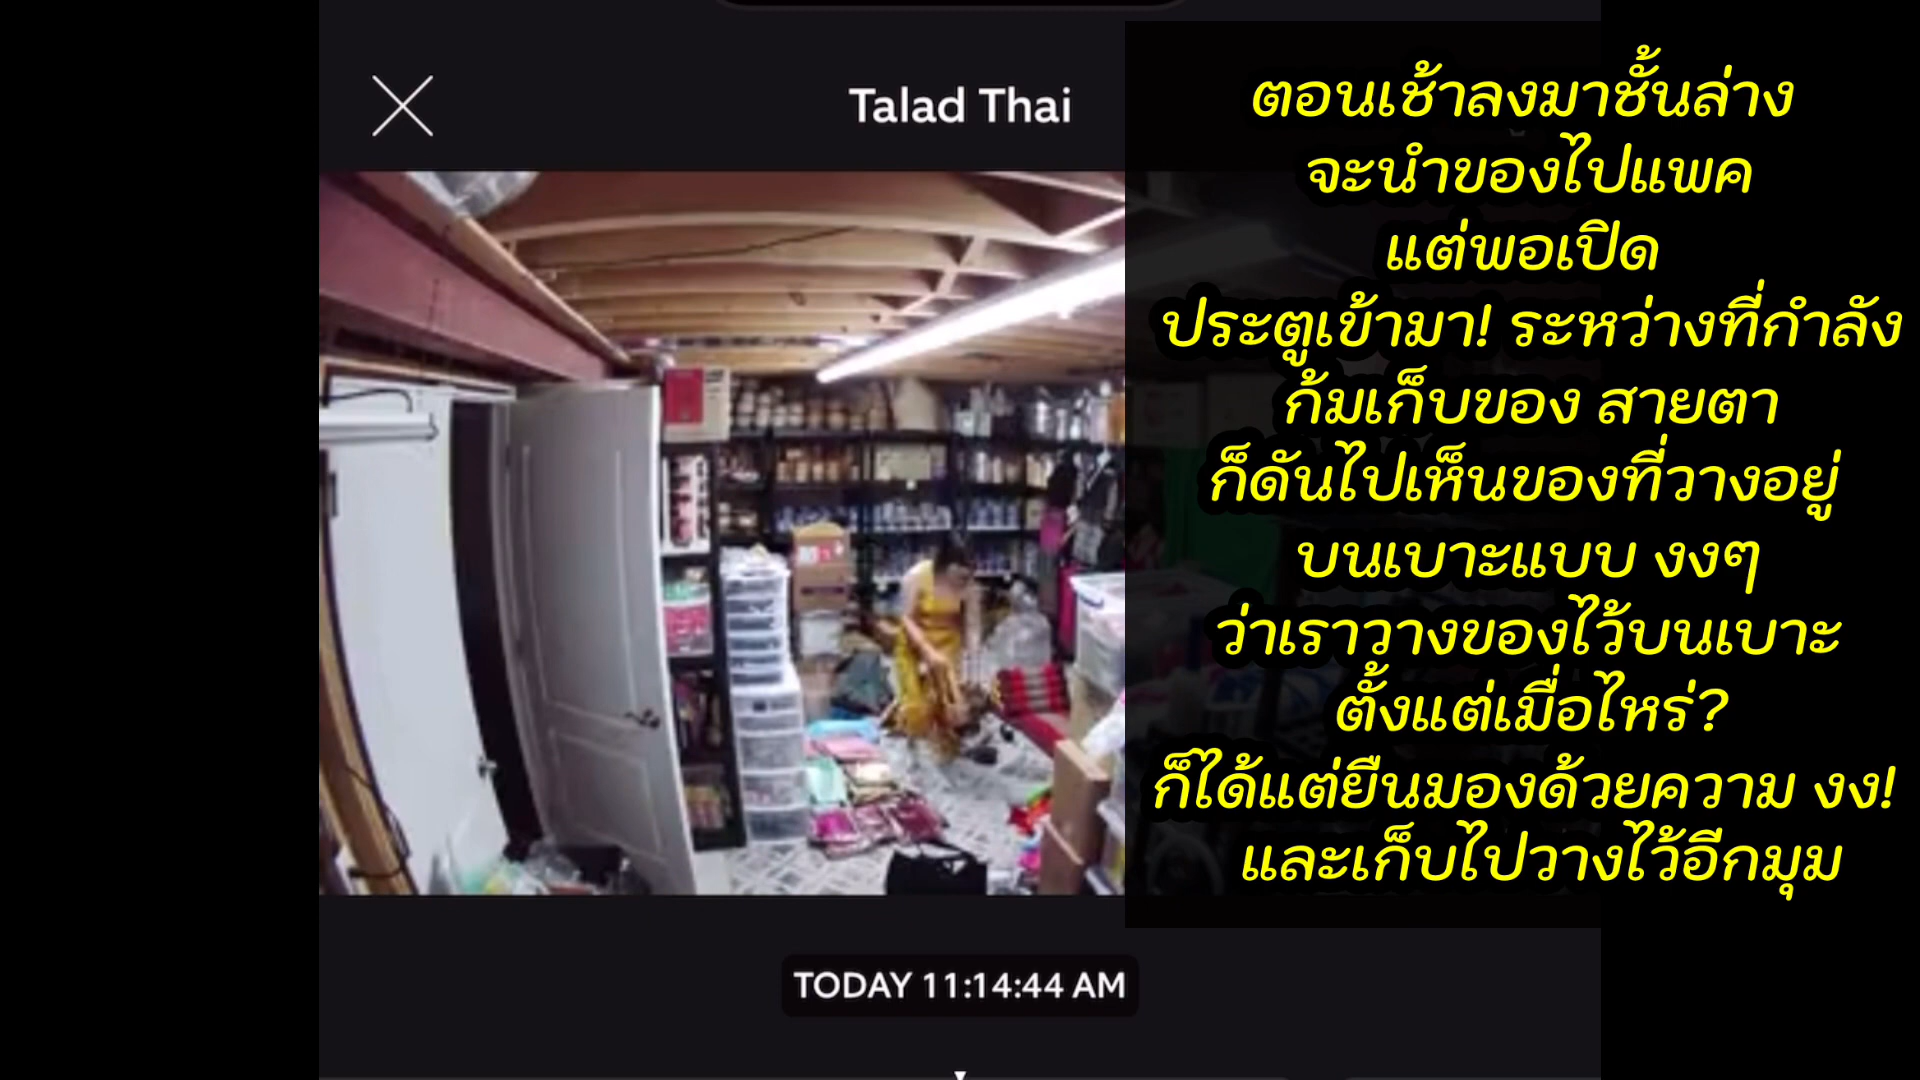 Talad Thai
ตอนเช้าลงมาชั้นล่าง
จะนำของไปแพค
แต่พอเปิด
ประตูเข้ามา! ระหว่างที่กำลัง
ก้มเก็บของ สายตา
ก็ดันไปเห็นของที่วางอยู่
บนเบาะแบบ งงๆ
ว่าเราวางของไว้บนเบาะ
ตั้งแต่เมื่อไหร่?
ก็ได้แต่ยืนมองด้วยความ งง!
และเก็บไปวางไว้อีกมุม
TODAY 11:14:44 AM